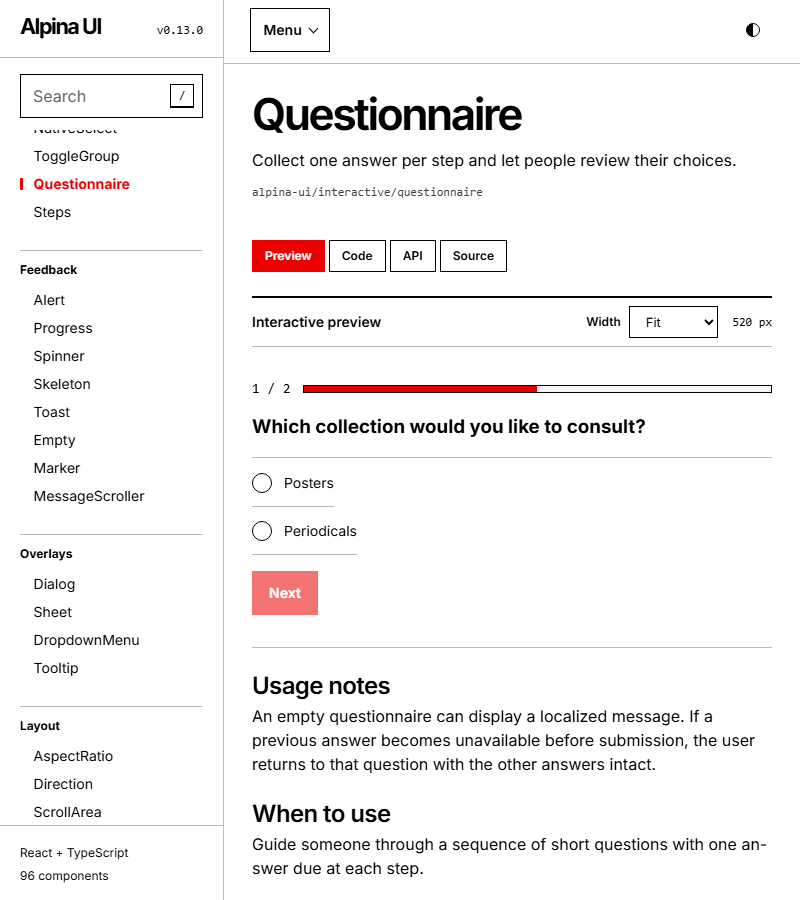 Alpina UI
v0.13.0
Menu
Search
/
NativeSelect
ToggleGroup
Questionnaire
Steps
Feedback
Alert
Progress
Spinner
Skeleton
Toast
Empty
Marker
MessageScroller
Overlays
Dialog
Sheet
DropdownMenu
Tooltip
Layout
AspectRatio
Direction
ScrollArea
React + TypeScript
96 components
Questionnaire
Collect one answer per step and let people review their choices.
alpina-ui/interactive/questionnaire
Preview
Code
API
Source
Interactive preview
Width
Fit
520 px
1 / 2
Which collection would you like to consult?
Posters
Periodicals
Next
Usage notes
An empty questionnaire can display a localized message. If a
previous answer becomes unavailable before submission, the user
returns to that question with the other answers intact.
When to use
Guide someone through a sequence of short questions with one an-
swer due at each step.